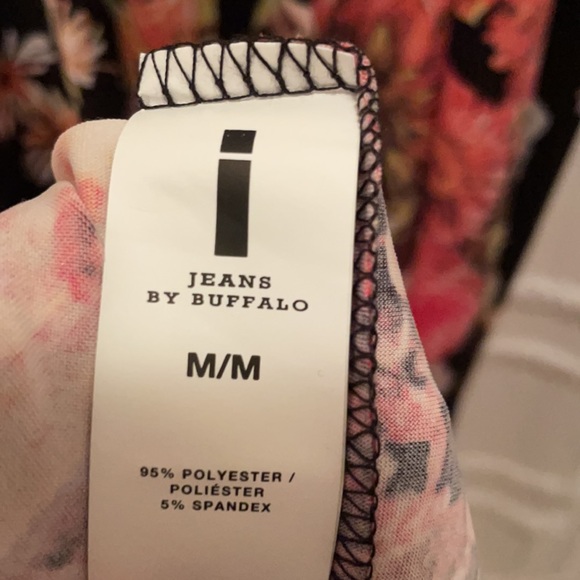 i
JEANS
BY BUFFALO
M/M
95% POLYESTER /
POLIÉSTER
5% SPANDEX